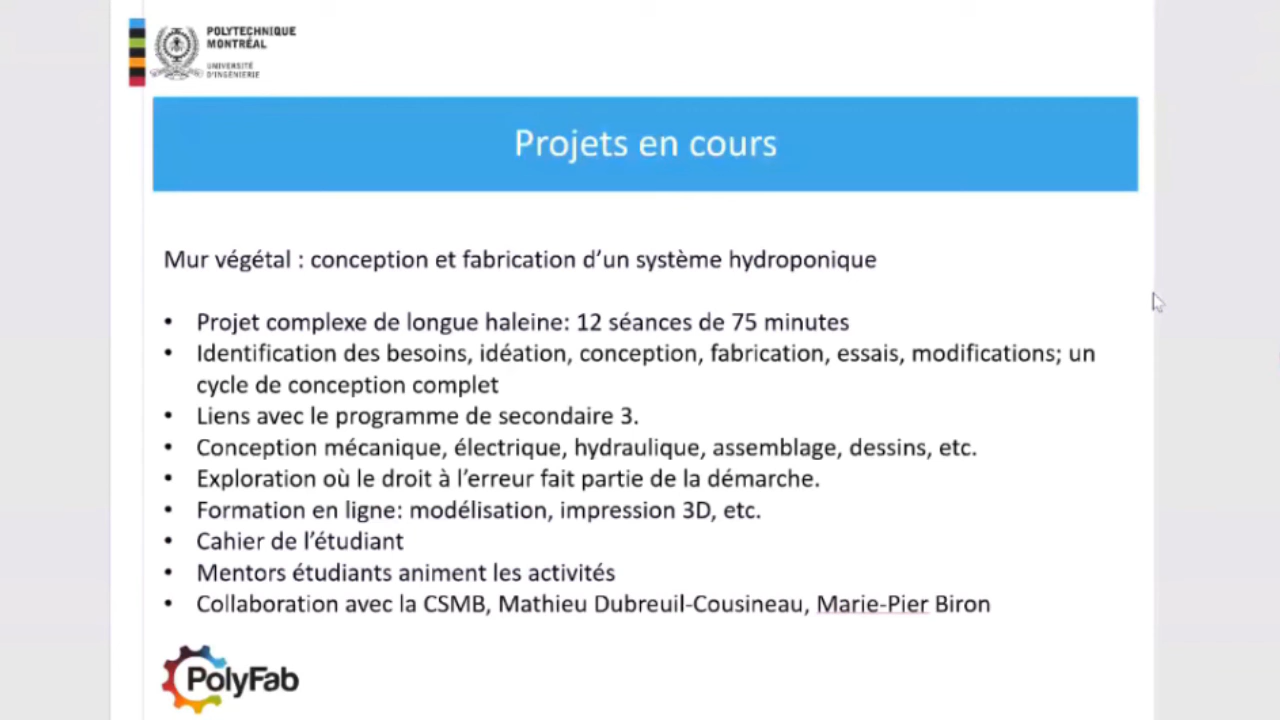 POLYTECHNIQUE
MONTRÉAL
UNIVERSITÉ
D'INGÉNIERIE
Projets en cours
Mur végétal : conception et fabrication d’un système hydroponique
• Projet complexe de longue haleine: 12 séances de 75 minutes
• Identification des besoins, idéation, conception, fabrication, essais, modifications; un
cycle de conception complet
• Liens avec le programme de secondaire 3.
• Conception mécanique, électrique, hydraulique, assemblage, dessins, etc.
• Exploration où le droit à l’erreur fait partie de la démarche.
• Formation en ligne: modélisation, impression 3D, etc.
• Cahier de l’étudiant
• Mentors étudiants animent les activités
• Collaboration avec la CSMB, Mathieu Dubreuil-Cousineau, Marie-Pier Biron
PolyFab